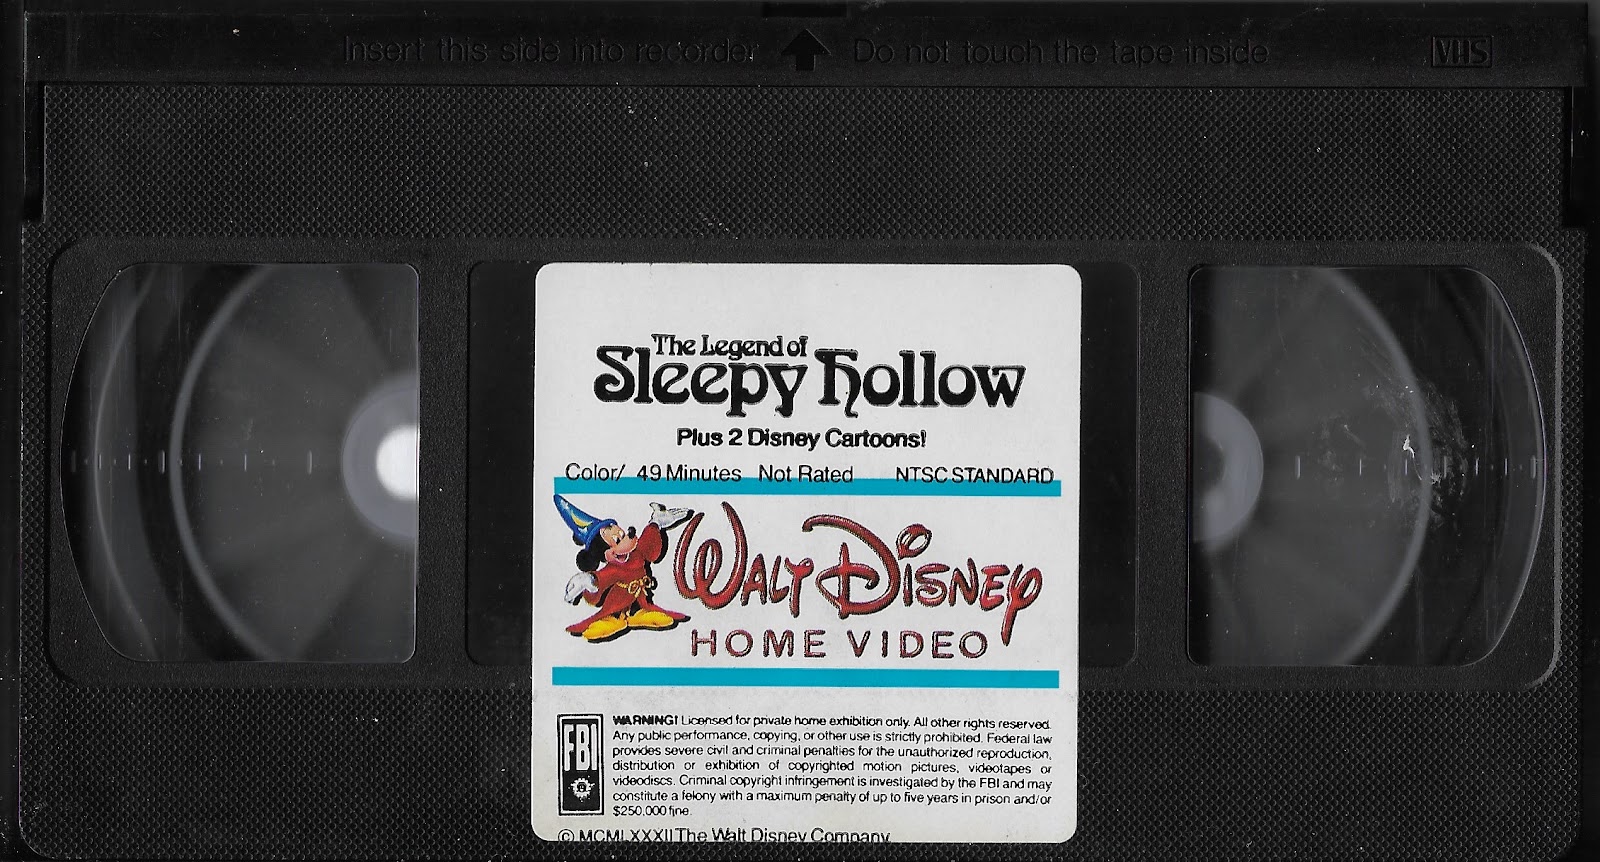 Insert this side into recorder Do not touch the tape inside VHS
The Legend of
Sleepy Hollow
Plus 2 Disney Cartoons!
Color/ 49 Minutes Not Rated NTSC STANDARD
WALT DISNEY
HOME VIDEO
FBI
WARNING! Licensed for private home exhibition only. All other rights reserved.
Any public performance, copying, or other use is strictly prohibited. Federal law
provides severe civil and criminal penalties for the unauthorized reproduction,
distribution or exhibition of copyrighted motion pictures, videotapes or
videodiscs. Criminal copyright infringement is investigated by the FBI and may
constitute a felony with a maximum penalty of up to five years in prison and/or
$250,000 fine.
© MCMLXXXII The Walt Disney Company.